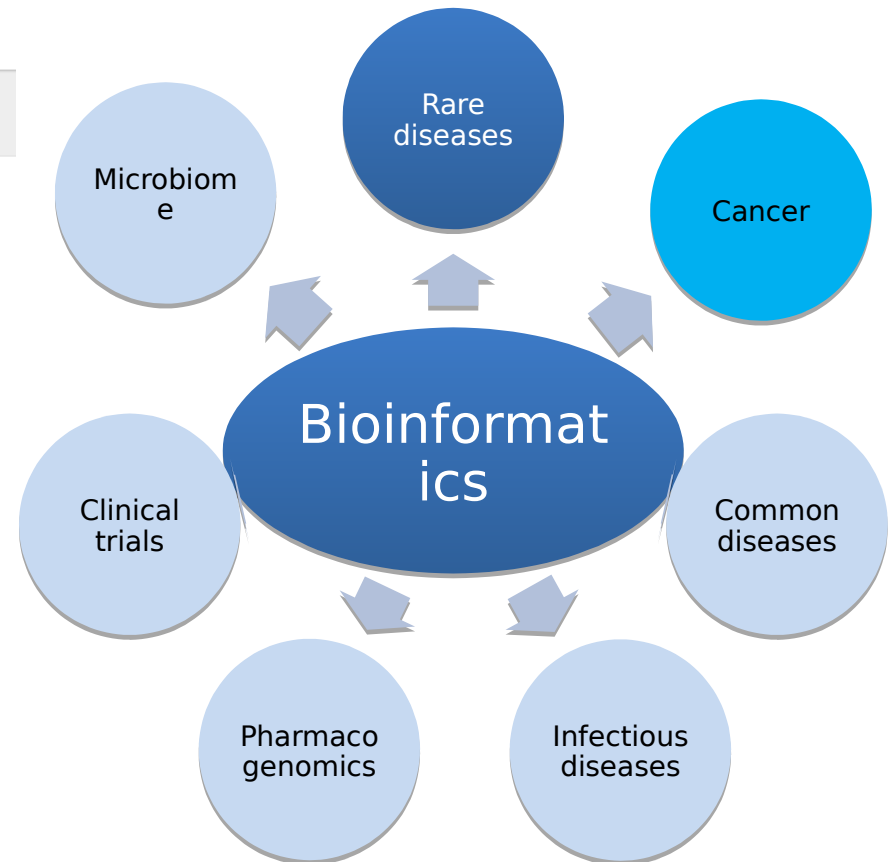 Rare
diseases
Microbiom
e
Cancer
Bioinformat
ics
Clinical
trials
Common
diseases
Pharmaco
genomics
Infectious
diseases